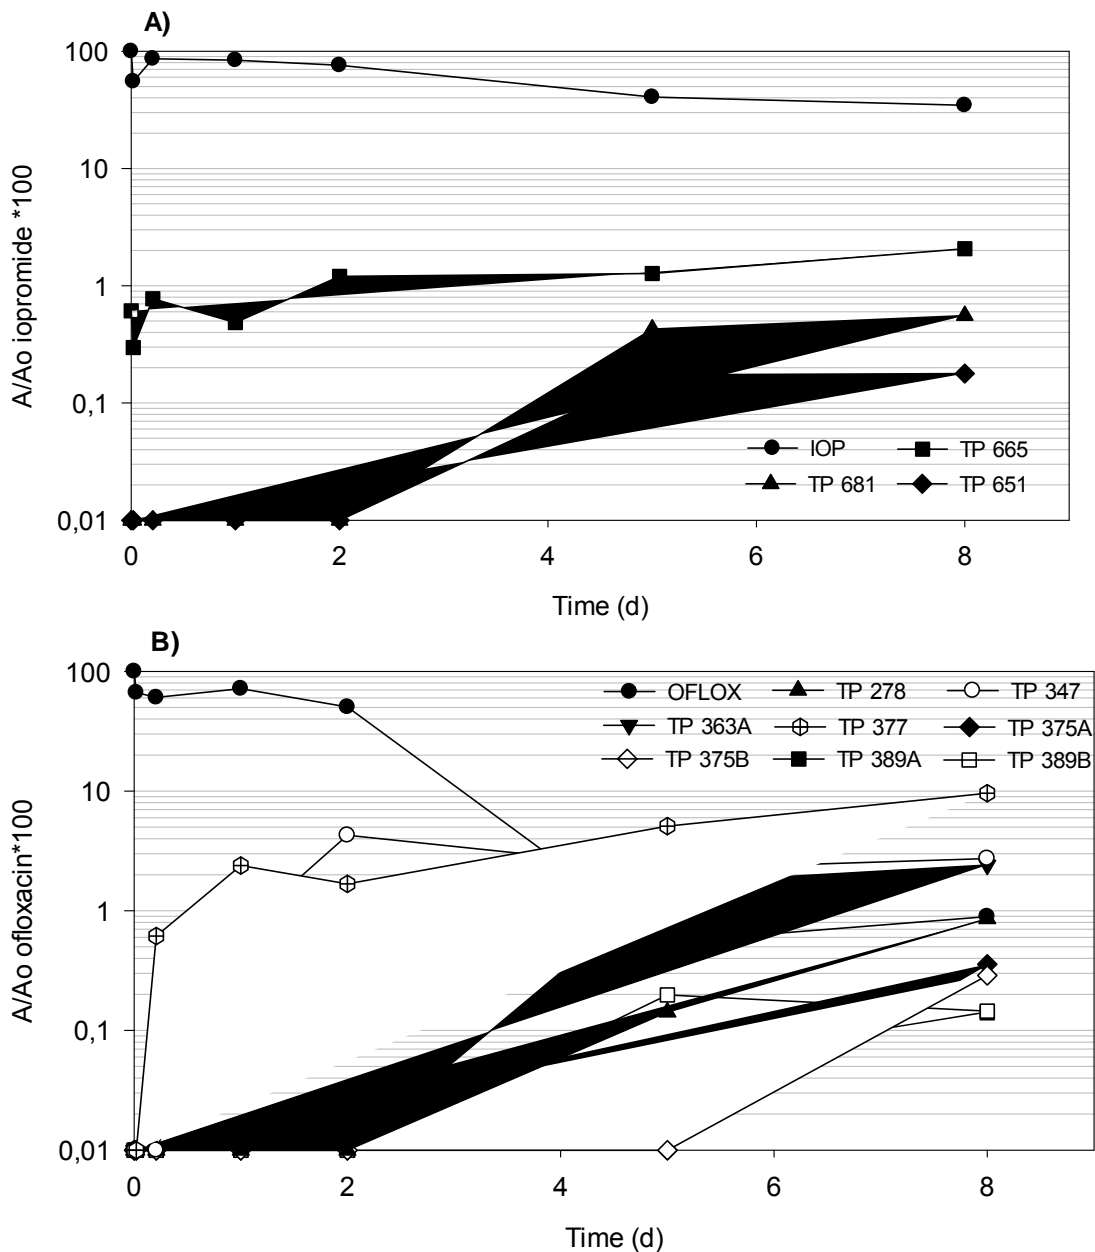 A)
100
10
1
0,1
0,01
A/Ao iopromide *100
IOP TP 665
TP 681 TP 651
0 2 4 6 8
Time (d)
B)
100
10
1
0,1
0,01
A/Ao ofloxacin*100
OFLOX TP 278 TP 347
TP 363A TP 377 TP 375A
TP 375B TP 389A TP 389B
0 2 4 6 8
Time (d)